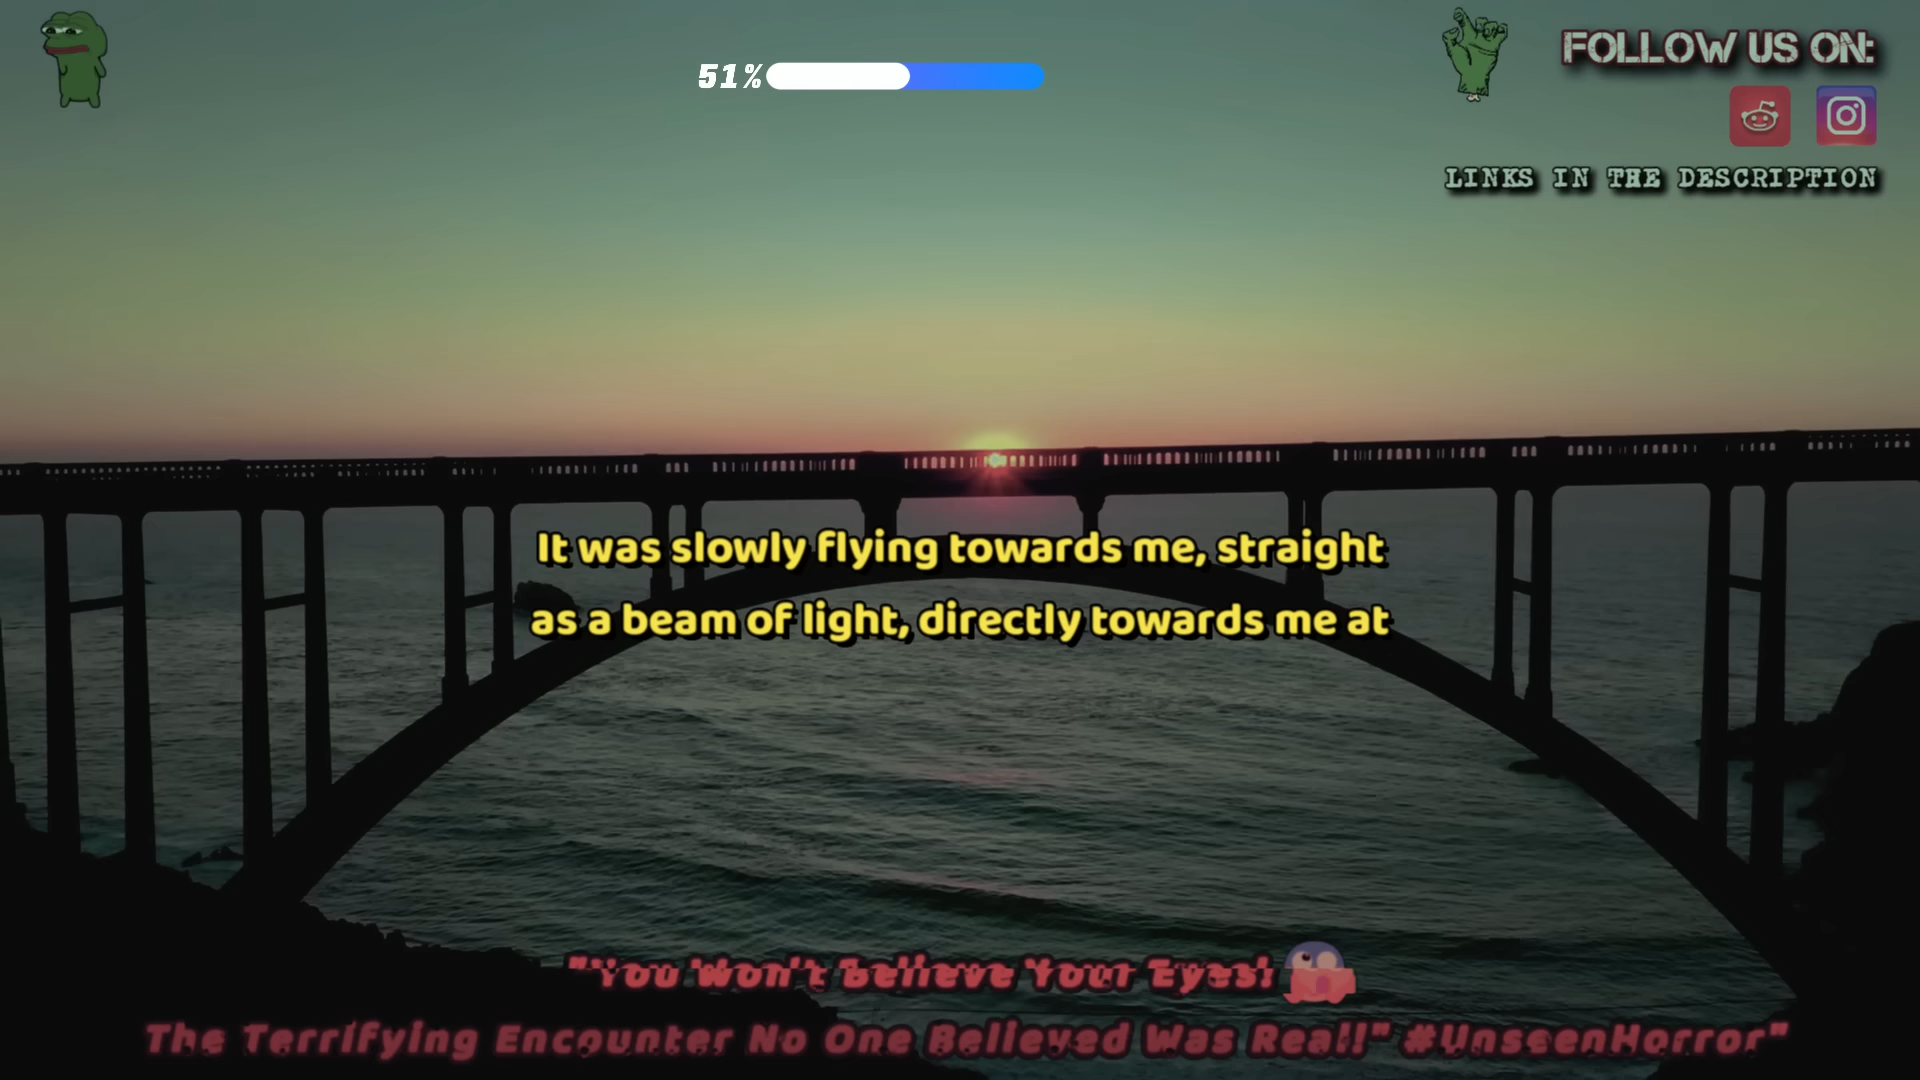 51%
FOLLOW US ON:
LINKS IN THE DESCRIPTION
It was slowly flying towards me, straight
as a beam of light, directly towards me at
"You Won't Believe Your Eyes!
The Terrifying Encounter No One Believed Was Real!" #UnseenHorror"